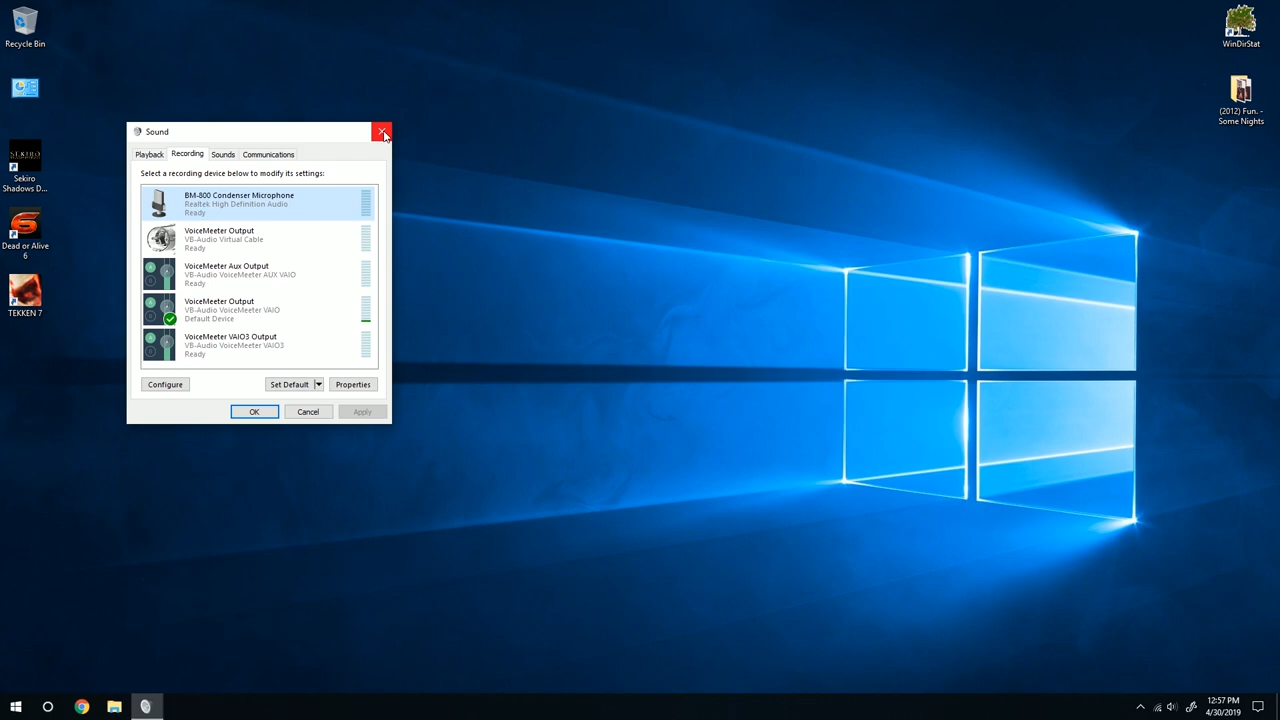 Recycle Bin
SEKIRO
Sekiro
Shadows D...
Dead or Alive
6
TEKKEN 7
WinDirStat
(2012) Fun. -
Some Nights
Sound
Playback
Recording
Sounds
Communications
Select a recording device below to modify its settings:
BM-800 Condenser Microphone
Realtek High Definition Audio
Ready
VoiceMeeter Output
VB-Audio Virtual Cable
Ready
VoiceMeeter Aux Output
VB-Audio VoiceMeeter AUX VAIO
Ready
VoiceMeeter Output
VB-Audio VoiceMeeter VAIO
Default Device
VoiceMeeter VAIO3 Output
VB-Audio VoiceMeeter VAIO3
Ready
Configure
Set Default
Properties
OK
Cancel
Apply
12:57 PM
4/30/2019